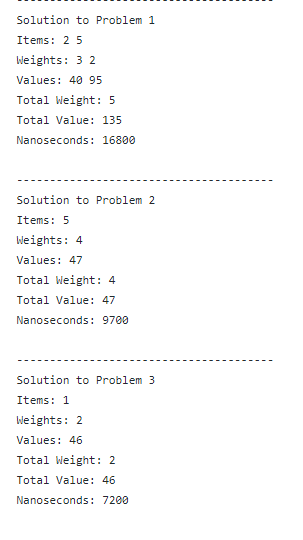 ---------------------------------------
Solution to Problem 1
Items: 2 5
Weights: 3 2
Values: 40 95
Total Weight: 5
Total Value: 135
Nanoseconds: 16800
---------------------------------------
Solution to Problem 2
Items: 5
Weights: 4
Values: 47
Total Weight: 4
Total Value: 47
Nanoseconds: 9700
---------------------------------------
Solution to Problem 3
Items: 1
Weights: 2
Values: 46
Total Weight: 2
Total Value: 46
Nanoseconds: 7200